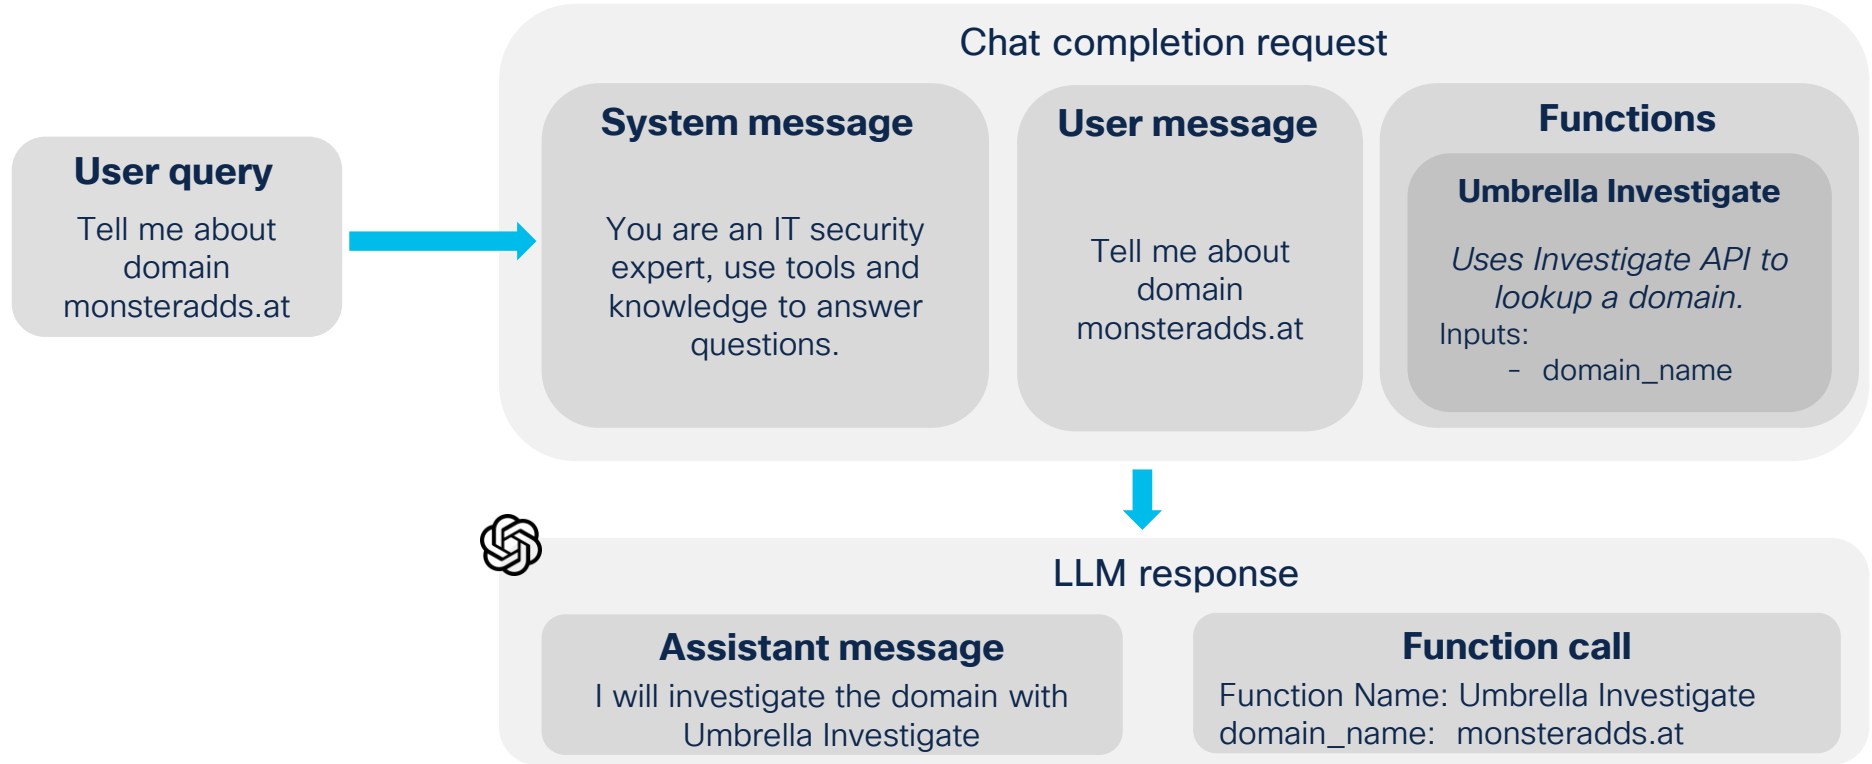 User query
Tell me about
domain
monsteradds.at
Chat completion request
System message
You are an IT security
expert, use tools and
knowledge to answer
questions.
User message
Tell me about
domain
monsteradds.at
Functions
Umbrella Investigate
Uses Investigate API to
lookup a domain.
Inputs:
- domain_name
LLM response
Assistant message
I will investigate the domain with
Umbrella Investigate
Function call
Function Name: Umbrella Investigate
domain_name: monsteradds.at